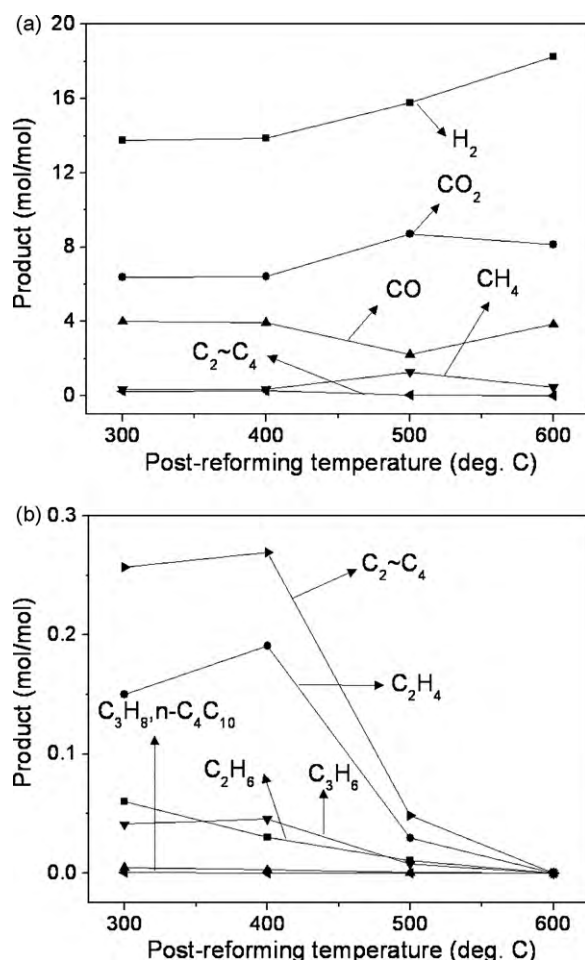 (a)
20
16
12
8
4
0
Product (mol/mol)
H₂
CO₂
CO
CH₄
C₂~C₄
300 400 500 600
Post-reforming temperature (deg. C)
(b)
0.3
0.2
0.1
0.0
Product (mol/mol)
C₂~C₄
C₂H₄
C₃H₈,n-C₄C₁₀
C₂H₆
C₃H₆
300 400 500 600
Post-reforming temperature (deg. C)